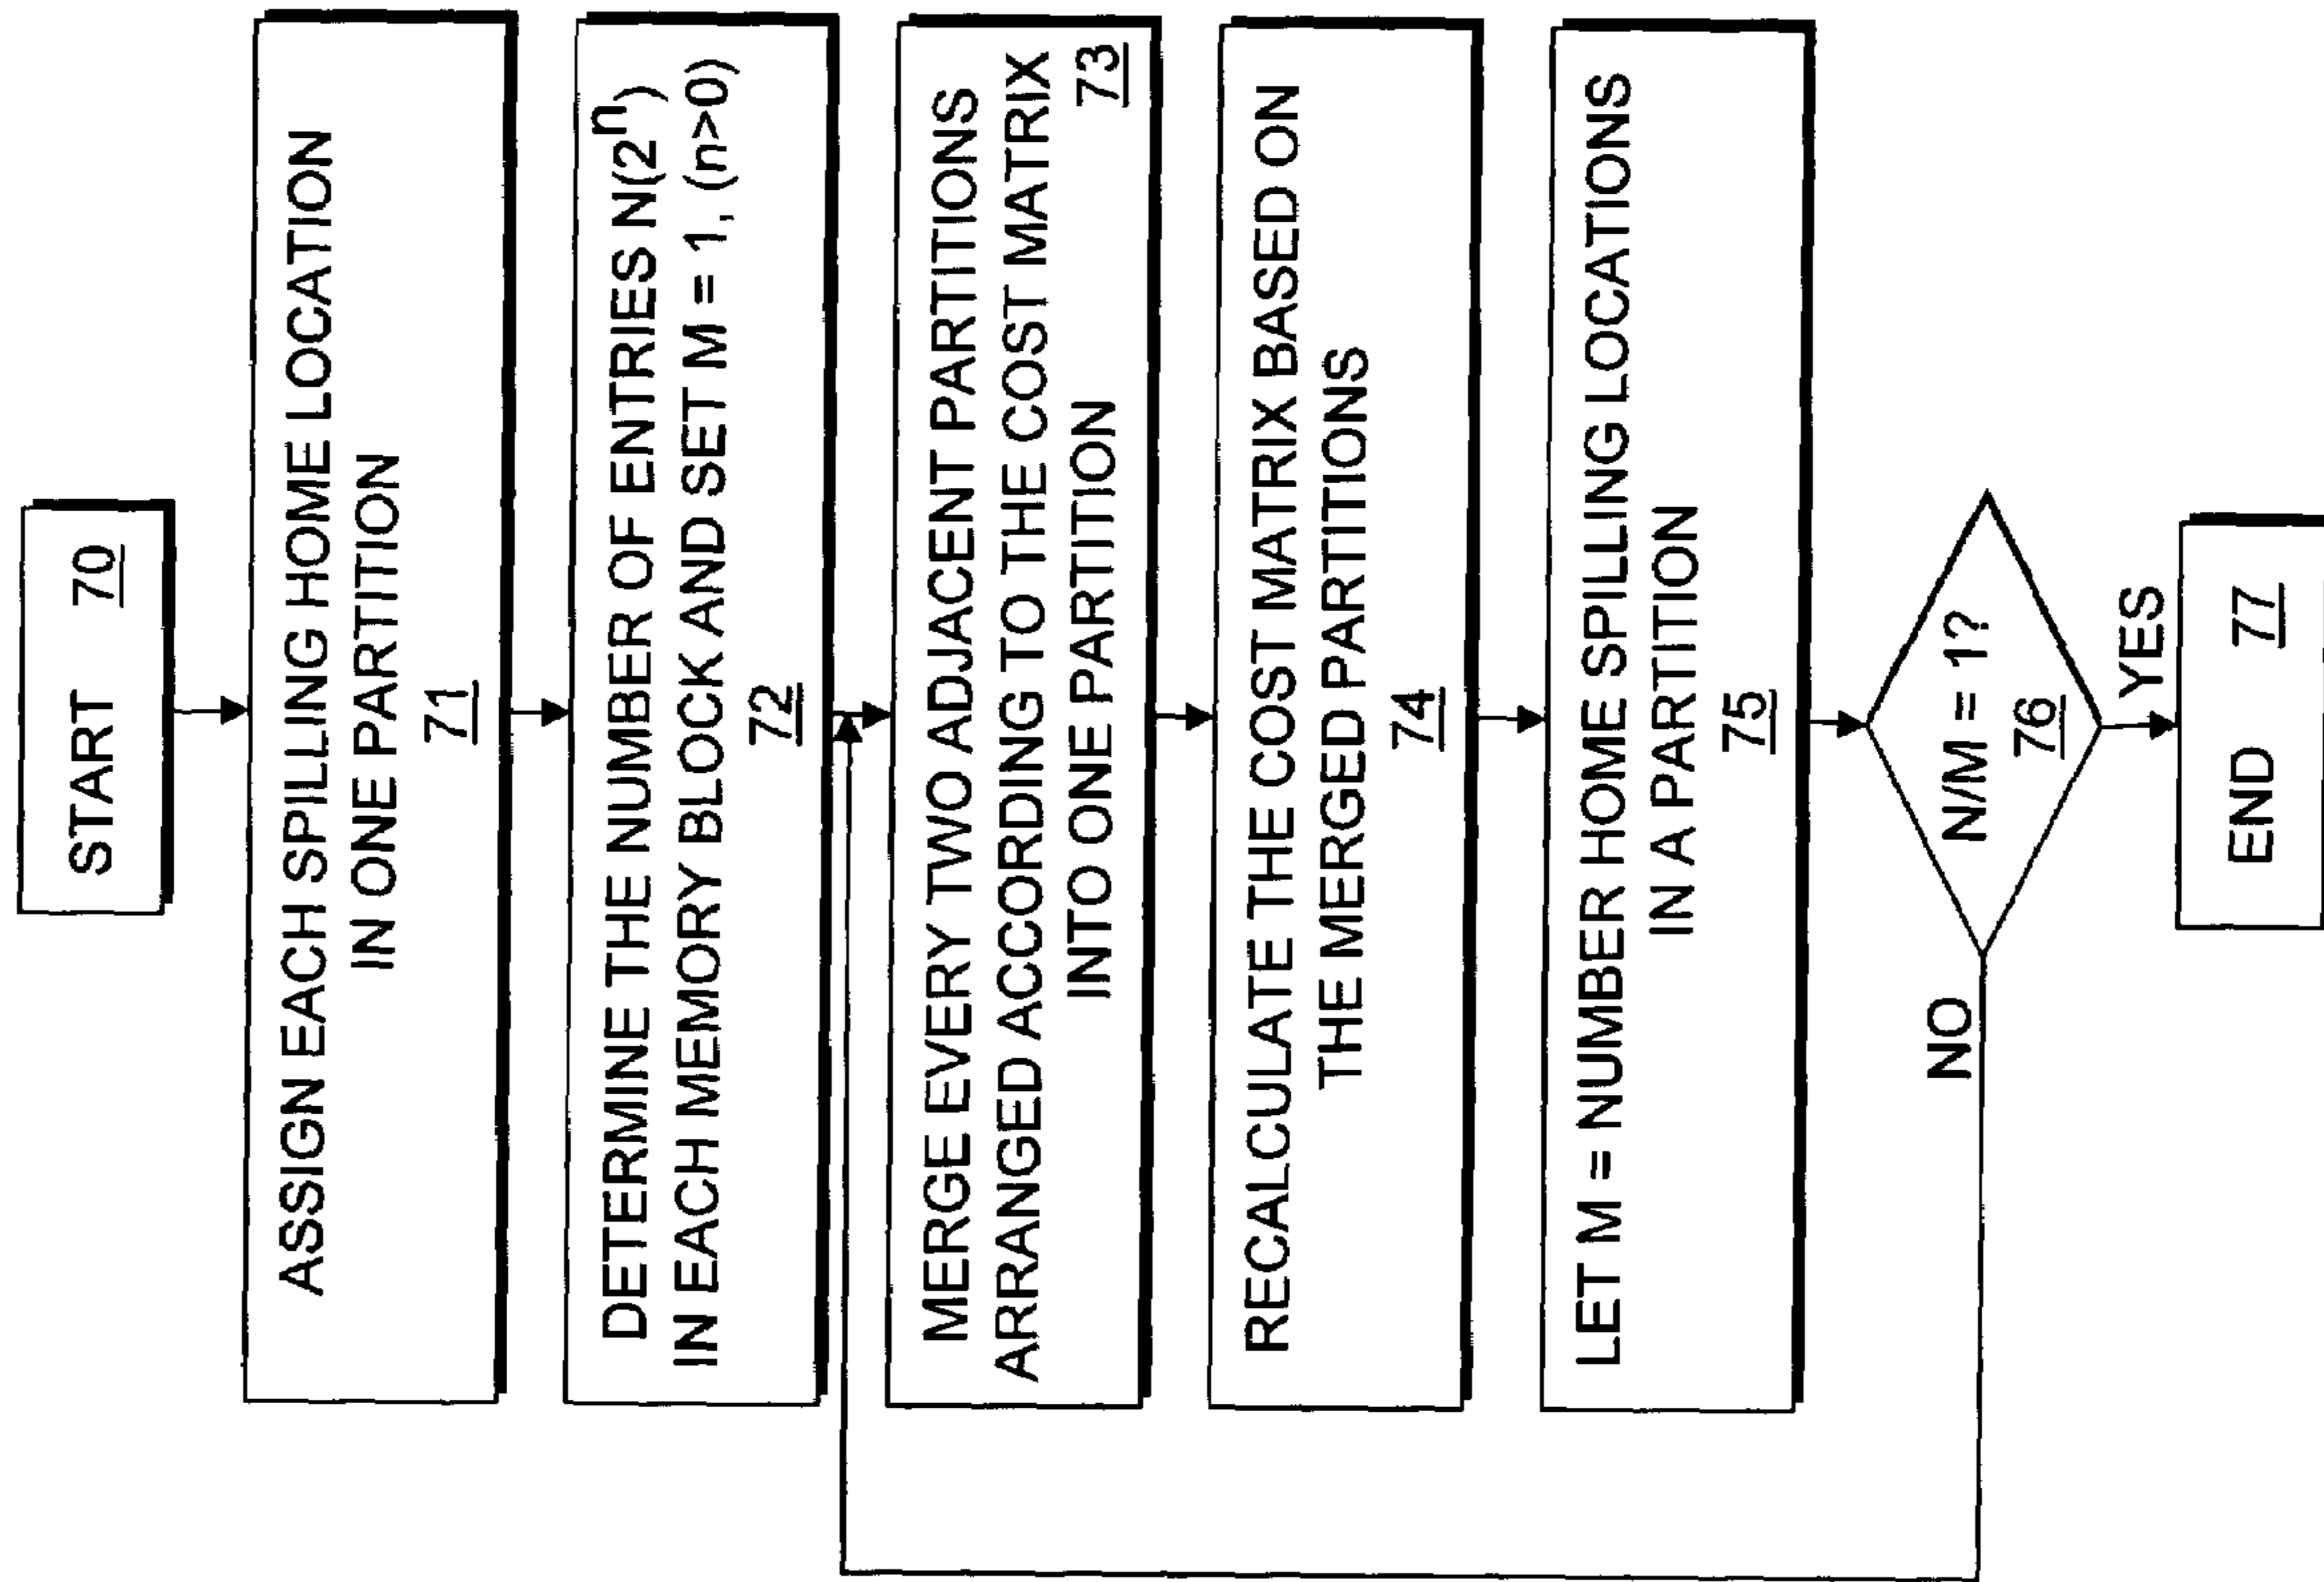 START 70
ASSIGN EACH SPILLING HOME LOCATION
IN ONE PARTITION
71
DETERMINE THE NUMBER OF ENTRIES N(2^n)
IN EACH MEMORY BLOCK AND SET M = 1, (n>0)
72
MERGE EVERY TWO ADJACENT PARTITIONS
ARRANGED ACCORDING TO THE COST MATRIX
INTO ONE PARTITION 73
RECALCULATE THE COST MATRIX BASED ON
THE MERGED PARTITIONS
74
LET M = NUMBER HOME SPILLING LOCATIONS
IN A PARTITION
75
N/M = 1?
76
NO
YES
END 77